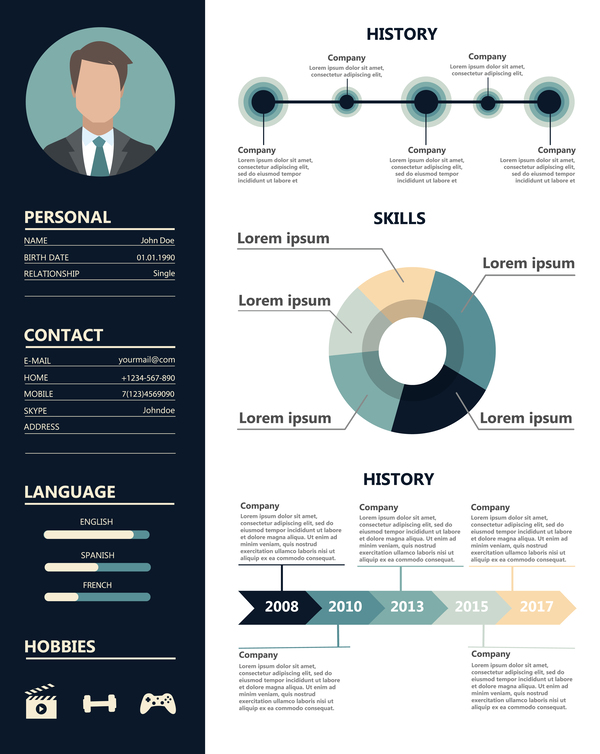 PERSONAL
NAME John Doe
BIRTH DATE 01.01.1990
RELATIONSHIP Single
CONTACT
E-MAIL yourmail@com
HOME +1234-567-890
MOBILE 7(123)4569090
SKYPE Johndoe
ADDRESS
LANGUAGE
ENGLISH
SPANISH
FRENCH
HOBBIES
HISTORY
Company
Lorem ipsum dolor sit amet,
consectetur adipiscing elit,
Company
Lorem ipsum dolor sit amet,
consectetur adipiscing elit,
Company
Lorem ipsum dolor sit amet,
consectetur adipiscing elit,
sed do eiusmod tempor
incididunt ut labore et
Company
Lorem ipsum dolor sit amet,
consectetur adipiscing elit,
sed do eiusmod tempor
incididunt ut labore et
Company
Lorem ipsum dolor sit amet,
consectetur adipiscing elit,
sed do eiusmod tempor
incididunt ut labore et
SKILLS
Lorem ipsum
Lorem ipsum
Lorem ipsum
Lorem ipsum
Lorem ipsum
HISTORY
Company
Lorem ipsum dolor sit amet,
consectetur adipiscing elit, sed do
eiusmod tempor incididunt ut labore
et dolore magna aliqua. Ut enim ad
minim veniam, quis nostrud
exercitation ullamco laboris nisi ut
aliquip ex ea commodo consequat.
Company
Lorem ipsum dolor sit amet,
consectetur adipiscing elit, sed do
eiusmod tempor incididunt ut labore
et dolore magna aliqua. Ut enim ad
minim veniam, quis nostrud
exercitation ullamco laboris nisi ut
aliquip ex ea commodo consequat.
Company
Lorem ipsum dolor sit amet,
consectetur adipiscing elit, sed do
eiusmod tempor incididunt ut labore
et dolore magna aliqua. Ut enim ad
minim veniam, quis nostrud
exercitation ullamco laboris nisi ut
aliquip ex ea commodo consequat.
2008 2010 2013 2015 2017
Company
Lorem ipsum dolor sit amet,
consectetur adipiscing elit, sed do
eiusmod tempor incididunt ut labore
et dolore magna aliqua. Ut enim ad
minim veniam, quis nostrud
exercitation ullamco laboris nisi ut
aliquip ex ea commodo consequat.
Company
Lorem ipsum dolor sit amet,
consectetur adipiscing elit, sed do
eiusmod tempor incididunt ut labore
et dolore magna aliqua. Ut enim ad
minim veniam, quis nostrud
exercitation ullamco laboris nisi ut
aliquip ex ea commodo consequat.